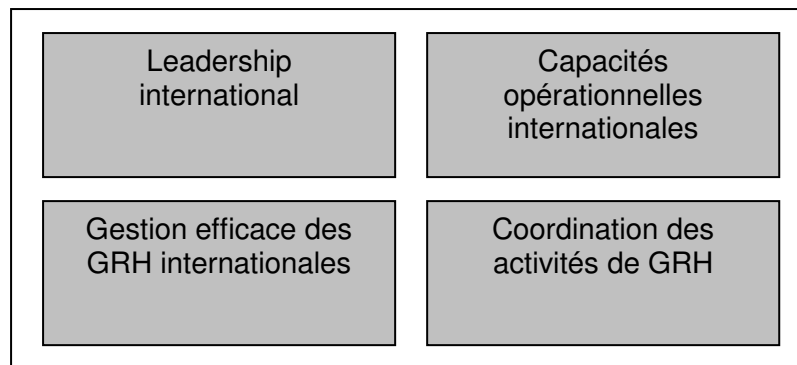 Leadership
international
Capacités
opérationnelles
internationales
Gestion efficace des
GRH internationales
Coordination des
activités de GRH